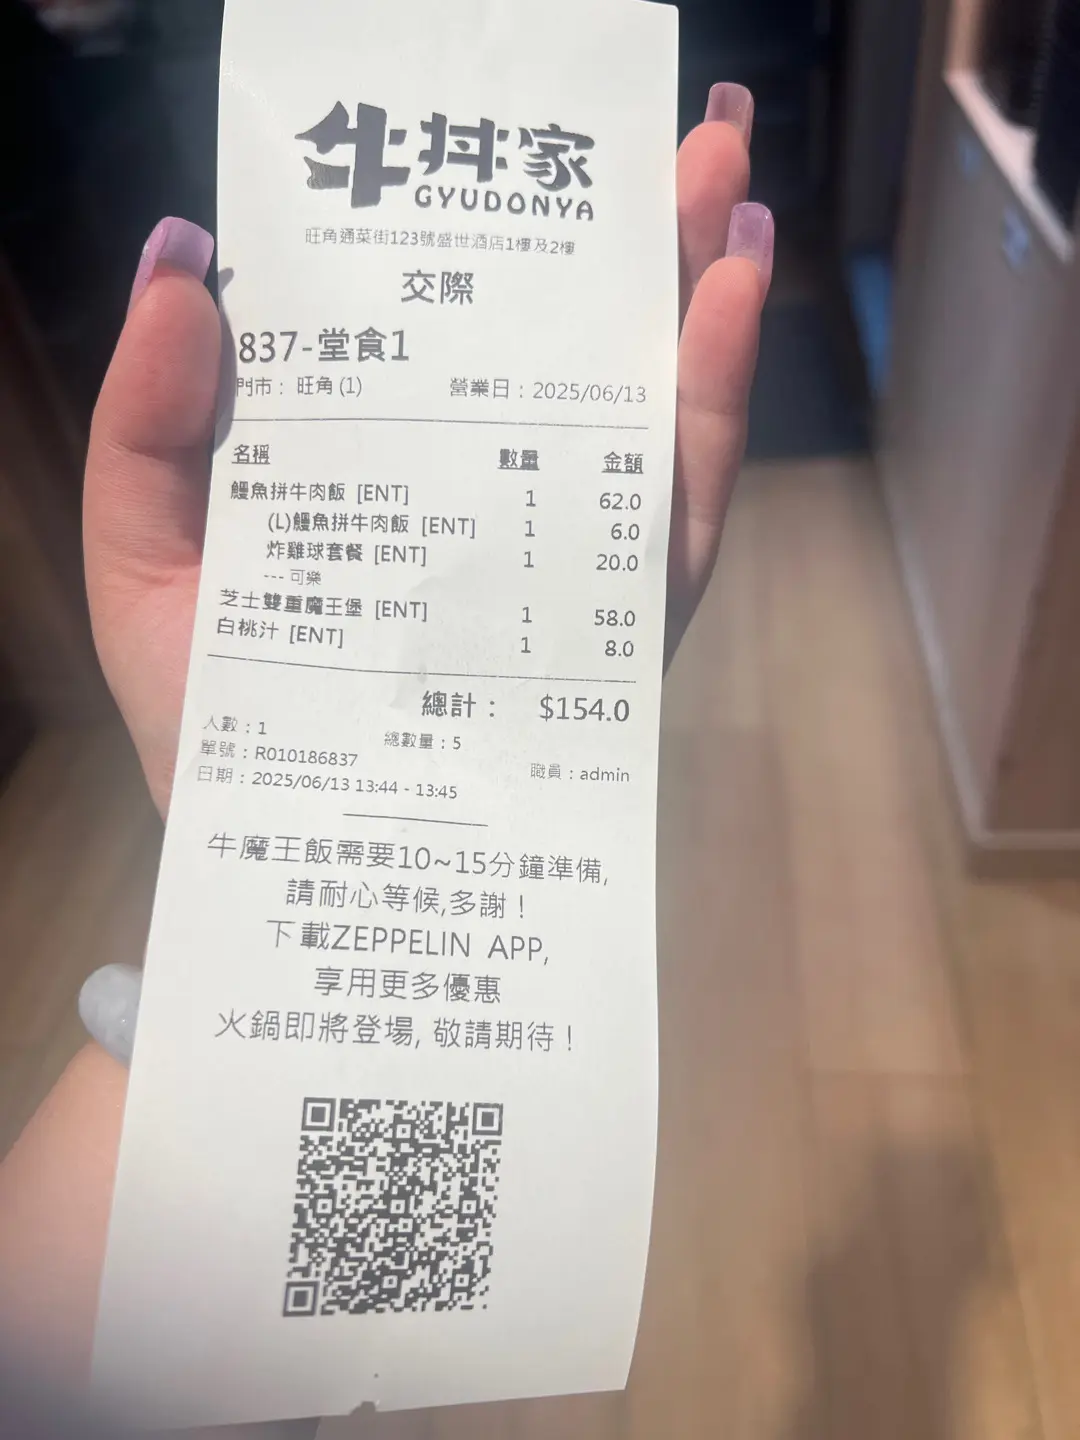 牛丼家
GYUDONYA
旺角通菜街123號盛世酒店1樓及2樓
交際
837-堂食1
門市： 旺角 (1) 營業日：2025/06/13
名稱 數量 金額
鰻魚拼牛肉飯 [ENT] 1 62.0
(L)鰻魚拼牛肉飯 [ENT] 1 6.0
炸雞球套餐 [ENT] 1 20.0
--- 可樂
芝士雙重魔王堡 [ENT] 1 58.0
白桃汁 [ENT] 1 8.0
總計： $154.0
人數：1 總數量：5
單號：R010186837 職員：admin
日期：2025/06/13 13:44 - 13:45
牛魔王飯需要10~15分鐘準備,
請耐心等候,多謝！
下載ZEPPELIN APP,
享用更多優惠
火鍋即將登場, 敬請期待！